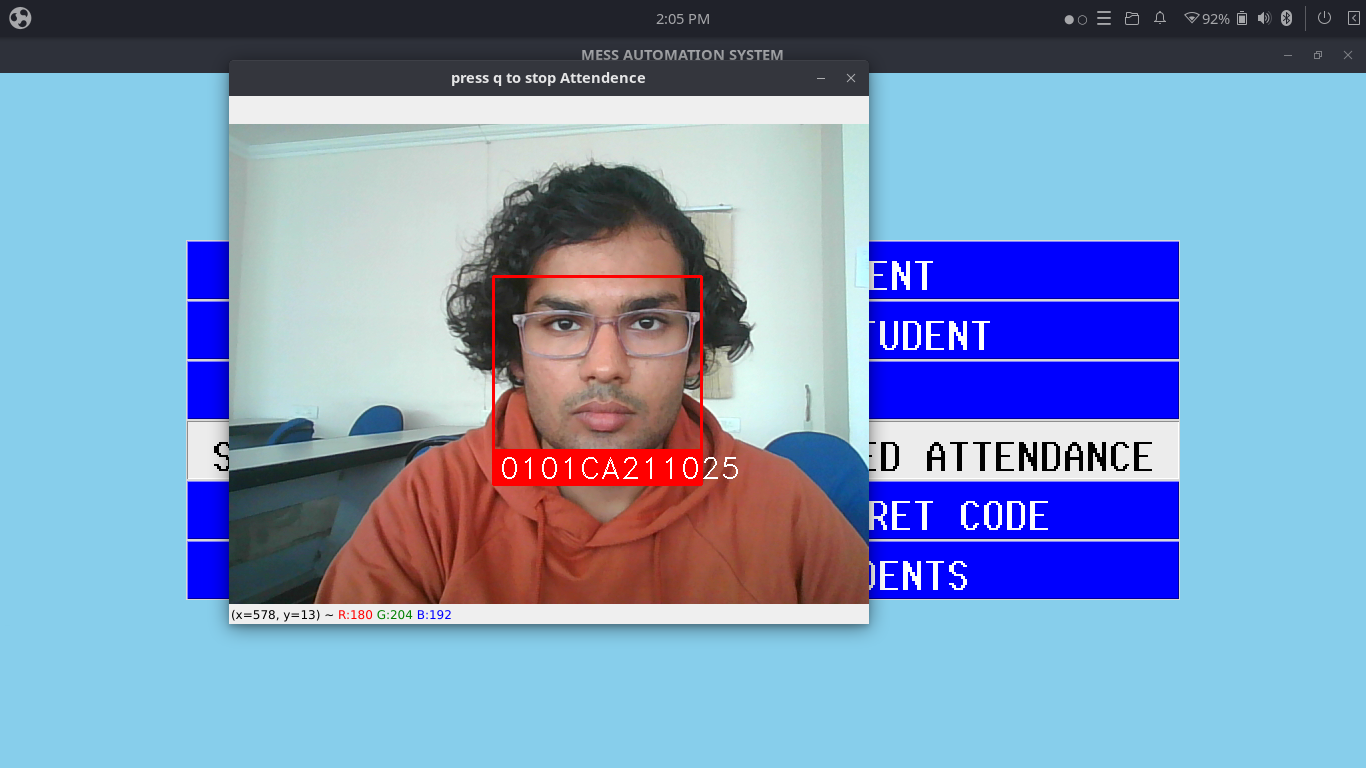 2:05 PM
92%
MESS AUTOMATION SYSTEM
press q to stop Attendence
ENT
TUDENT
S
ED ATTENDANCE
RET CODE
DENTS
0101CA211025
(x=578, y=13) ~ R:180 G:204 B:192